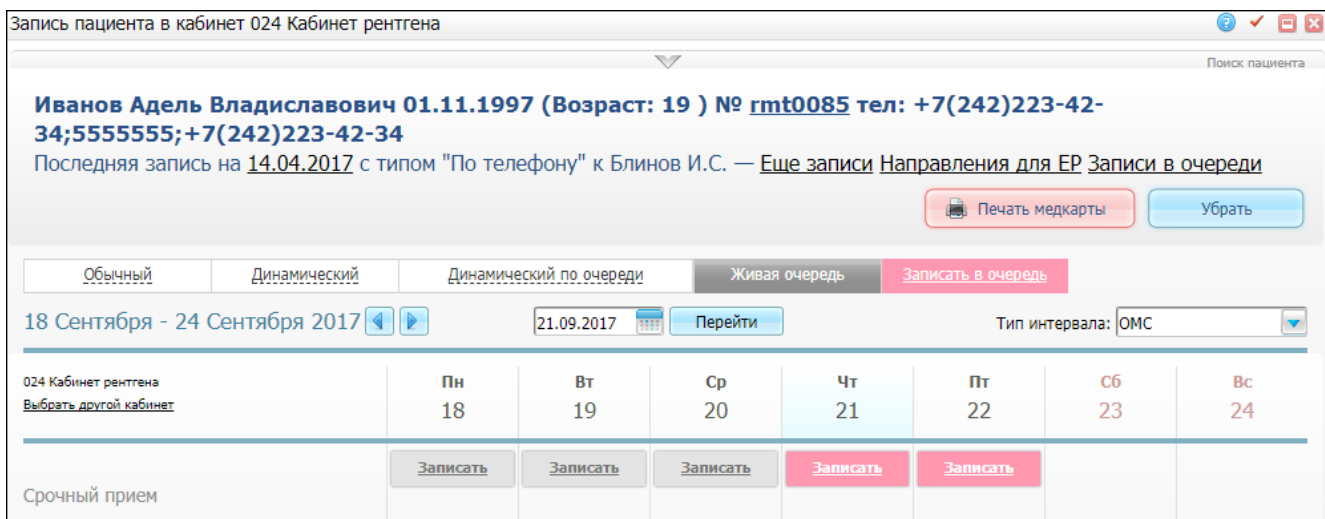 Запись пациента в кабинет 024 Кабинет рентгена
Поиск пациента
Иванов Адель Владиславович 01.11.1997 (Возраст: 19 ) № rmt0085 тел: +7(242)223-42-
34;5555555;+7(242)223-42-34
Последняя запись на 14.04.2017 с типом "По телефону" к Блинов И.С. — Еще записи Направления для ЕР Записи в очереди
Печать медкарты Убрать
Обычный Динамический Динамический по очереди Живая очередь Записать в очередь
18 Сентября - 24 Сентября 2017 21.09.2017 Перейти Тип интервала: ОМС
024 Кабинет рентгена Пн Вт Ср Чт Пт Сб Вс
Выбрать другой кабинет 18 19 20 21 22 23 24
Записать Записать Записать Записать Записать
Срочный прием